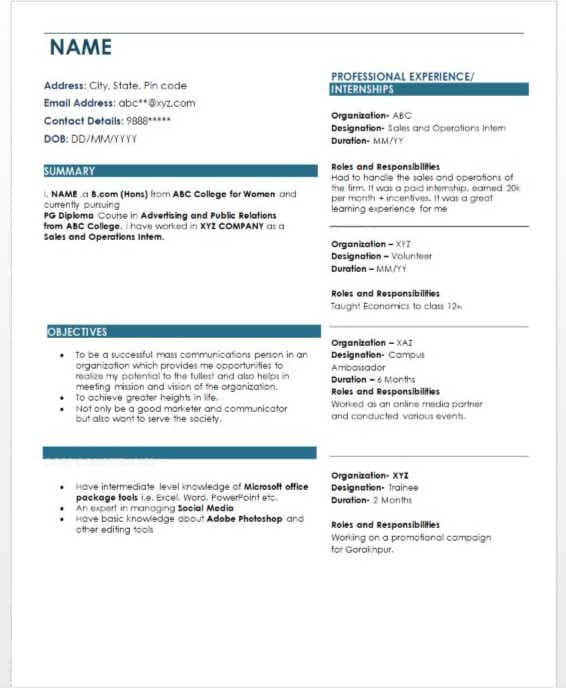 NAME
Address: City, State, Pin code
Email Address: abc**@xyz.com
Contact Details: 9888*****
DOB: DD/MM/YYYY
SUMMARY
I, NAME ,a B.com (Hons) from ABC College for Women and
currently pursuing
PG Diploma Course in Advertising and Public Relations
from ABC College. I have worked in XYZ COMPANY as a
Sales and Operations Intern.
OBJECTIVES
• To be a successful mass communications person in an
organization which provides me opportunities to
realize my potential to the fullest and also helps in
meeting mission and vision of the organization.
• To achieve greater heights in life.
• Not only be a good marketer and communicator
but also want to serve the society.
• Have intermediate level knowledge of Microsoft office
package tools i.e. Excel, Word, PowerPoint etc.
• An expert in managing Social Media
• Have basic knowledge about Adobe Photoshop and
other editing tools
PROFESSIONAL EXPERIENCE/
INTERNSHIPS
Organization- ABC
Designation- Sales and Operations Intern
Duration- MM/YY
Roles and Responsibilities
Had to handle the sales and operations of
the firm. It was a paid internship, earned 20k
per month + incentives. It was a great
learning experience for me
Organization – XYZ
Designation – Volunteer
Duration – MM/YY
Roles and Responsibilities
Taught Economics to class 12th
Organization – XAZ
Designation- Campus
Ambassador
Duration – 6 Months
Roles and Responsibilities
Worked as an online media partner
and conducted various events.
Organization- XYZ
Designation- Trainee
Duration- 2 Months
Roles and Responsibilities
Working on a promotional campaign
for Gorakhpur.